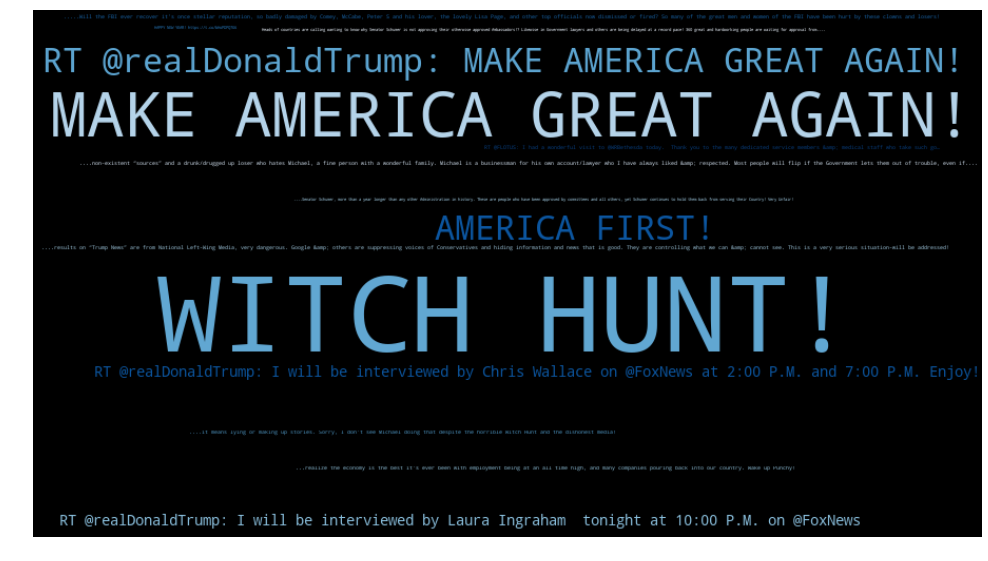 ....Will the FBI ever recover it's once stellar reputation, so badly damaged by Comey, McCabe, Peter S and his lover, the lovely Lisa Page, and other top officials now dismissed or fired? So many of the great men and women of the FBI have been hurt by these clowns and losers!
HAPPY NEW YEAR!
Heads of countries are calling wanting to know why Senator Schumer is not approving their otherwise approved Ambassadors!! Likewise in Government lawyers and others are being delayed at a record pace! 360 great and hardworking people are waiting for approval from....
RT @realDonaldTrump: MAKE AMERICA GREAT AGAIN!
MAKE AMERICA GREAT AGAIN!
RT @FLOTUS: I had a wonderful visit to today. Thank you to the many dedicated service members &amp; medical staff who take such
....non-existent “sources” and a drunk/drugged up loser who hates Michael, a fine person with a wonderful family. Michael is a businessman for his own account/lawyer who I have always liked &amp; respected. Most people will flip if the Government lets them out of trouble, even if....
...Senator Schumer, more than a year longer than any other Administration in history. These are people who have been approved by committees and all others, yet Schumer continues to hold them back from serving their Country! Very Unfair!
AMERICA FIRST!
....results on “Trump News” are from National Left-Wing Media, very dangerous. Google &amp; others are suppressing voices of Conservatives and hiding information and news that is good. They are controlling what we can &amp; cannot see. This is a very serious situation-will be addressed!
WITCH HUNT!
RT @realDonaldTrump: I will be interviewed by Chris Wallace on @FoxNews at 2:00 P.M. and 7:00 P.M. Enjoy!
....it means lying or making up stories. Sorry, I don't see Michael doing that despite the horrible Witch Hunt and the dishonest media!
...realize the economy is the best it's ever been with employment being at an all time high, and many companies pouring back into our country. Wake up Punchy!
RT @realDonaldTrump: I will be interviewed by Laura Ingraham tonight at 10:00 P.M. on @FoxNews